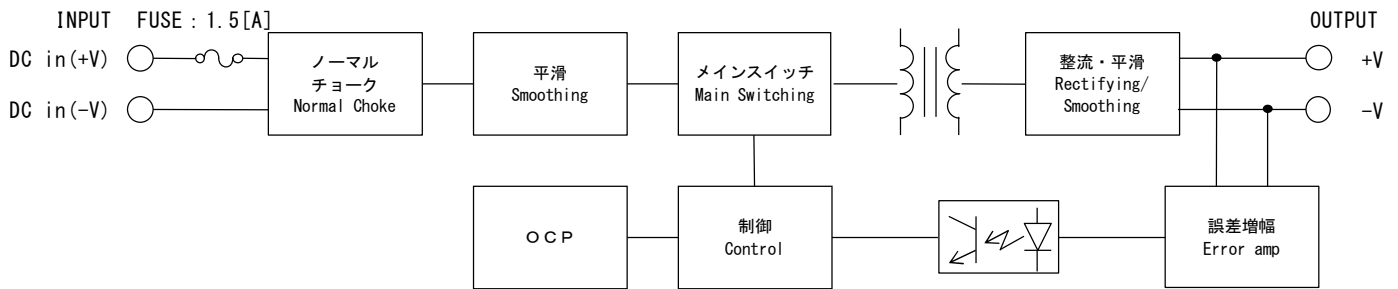 INPUT FUSE : 1.5[A]
OUTPUT
DC in(+V)
DC in(-V)
ノーマル
チョーク
Normal Choke
平滑
Smoothing
メインスイッチ
Main Switching
整流・平滑
Rectifying/
Smoothing
+V
-V
ＯＣＰ
制御
Control
誤差増幅
Error amp